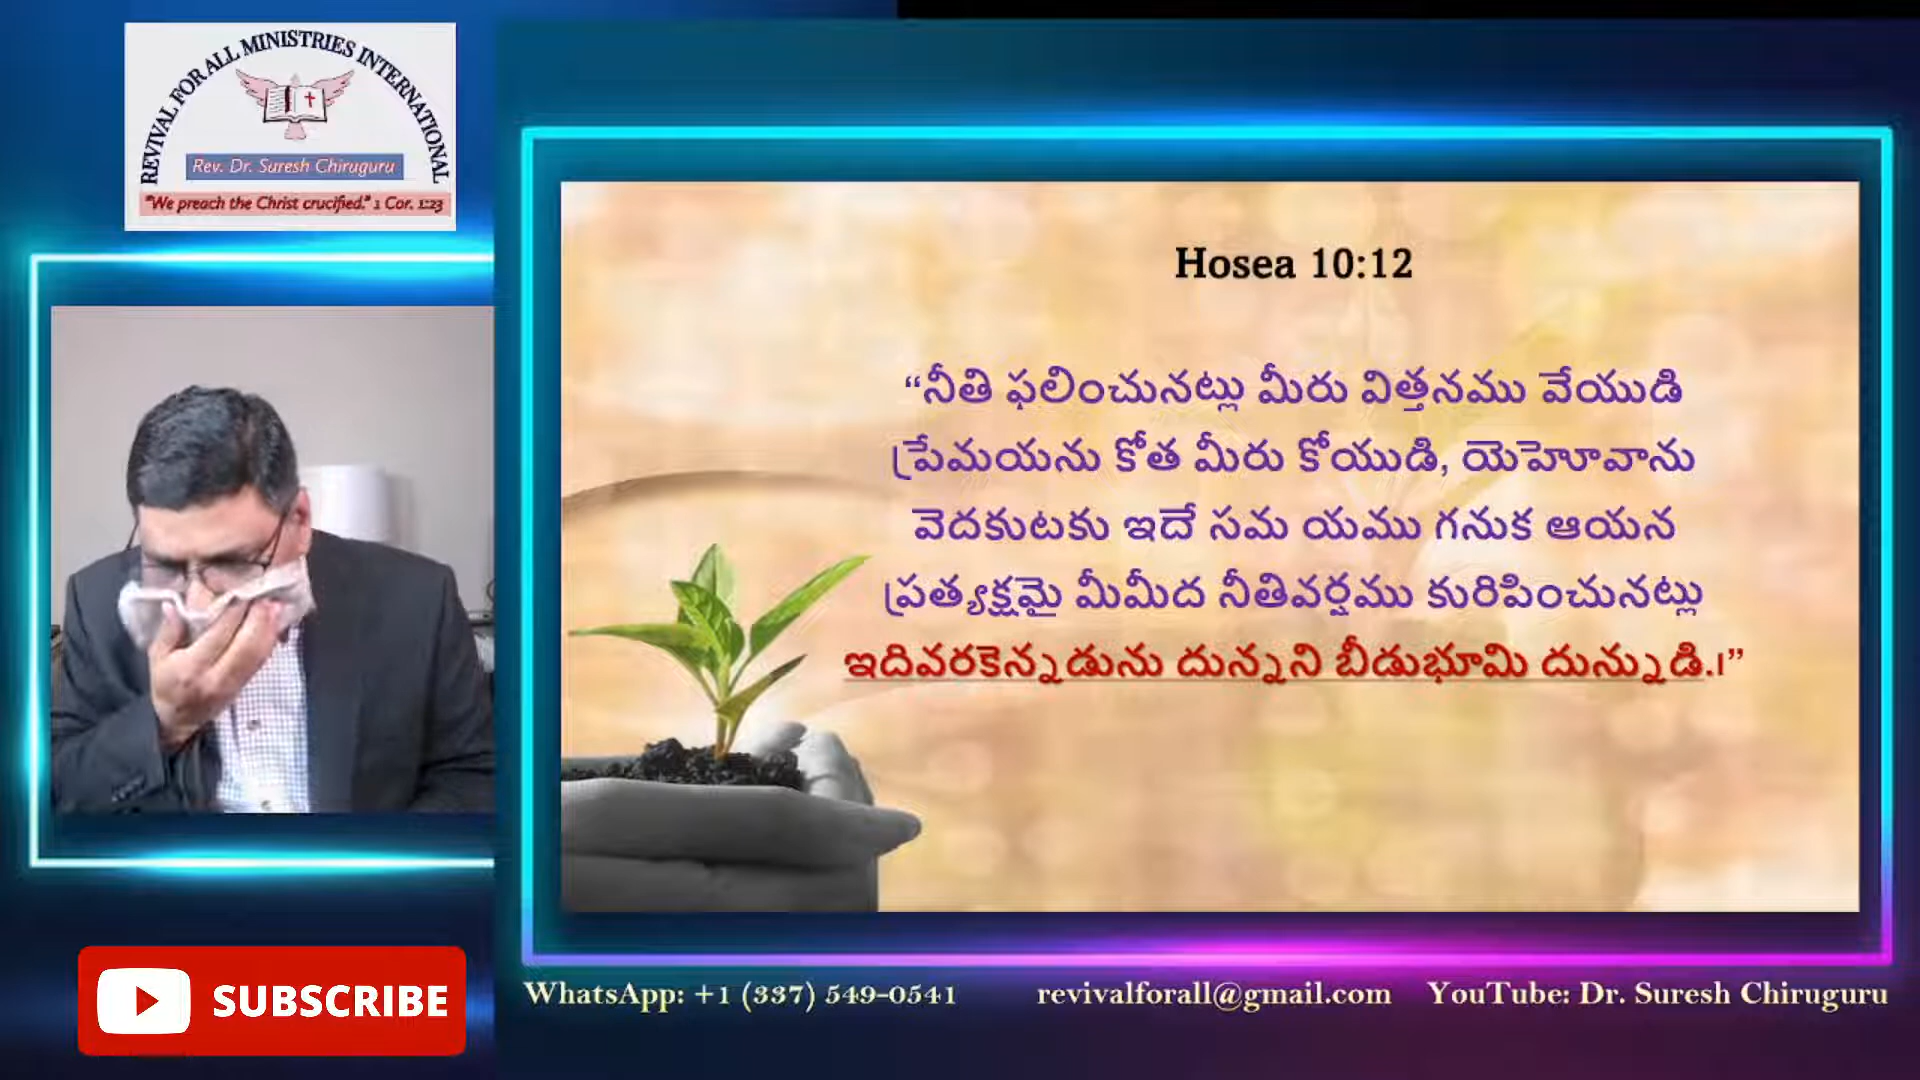 REVIVAL FOR ALL MINISTRIES INTERNATIONAL
Rev. Dr. Suresh Chiruguru
"We preach the Christ crucified." 1 Cor. 1:23
Hosea 10:12
“నీతి ఫలించునట్లు మీరు విత్తనము వేయుడి
ప్రేమయను కోత మీరు కోయుడి, యెహోవాను
వెదకుటకు ఇదే సమ యము గనుక ఆయన
ప్రత్యక్షమై మీమీద నీతివర్షము కురిపించునట్లు
ఇదివరకెన్నడును దున్నని బీడుభూమి దున్నుడి.।”
SUBSCRIBE
WhatsApp: +1 (337) 549-0541 revivalforall@gmail.com YouTube: Dr. Suresh Chiruguru